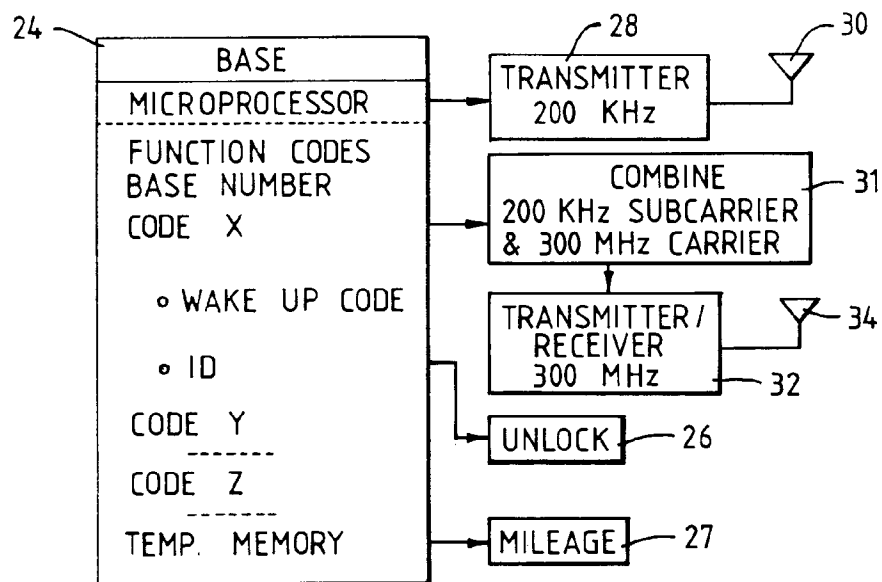 24
BASE
MICROPROCESSOR
FUNCTION CODES
BASE NUMBER
CODE X
∘ WAKE UP CODE
∘ ID
CODE Y
CODE Z
TEMP. MEMORY
28
TRANSMITTER
200 KHz
30
COMBINE
200 KHz SUBCARRIER
& 300 MHz CARRIER
31
TRANSMITTER/
RECEIVER
300 MHz
34
32
UNLOCK
26
MILEAGE
27